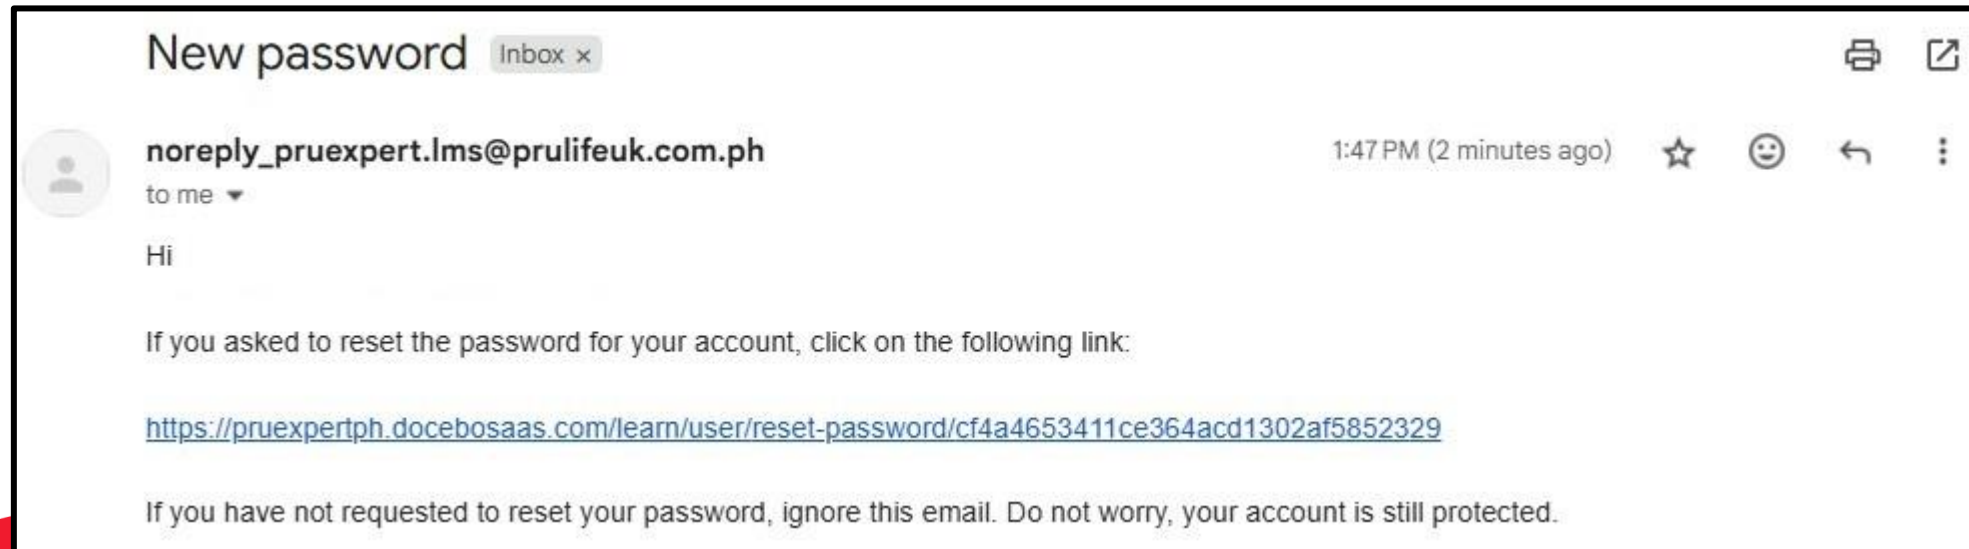 New password Inbox ×
noreply_pruexpert.lms@prulifeuk.com.ph 1:47 PM (2 minutes ago)
to me
Hi
If you asked to reset the password for your account, click on the following link:
https://pruexpertph.docebosaas.com/learn/user/reset-password/cf4a4653411ce364acd1302af5852329
If you have not requested to reset your password, ignore this email. Do not worry, your account is still protected.